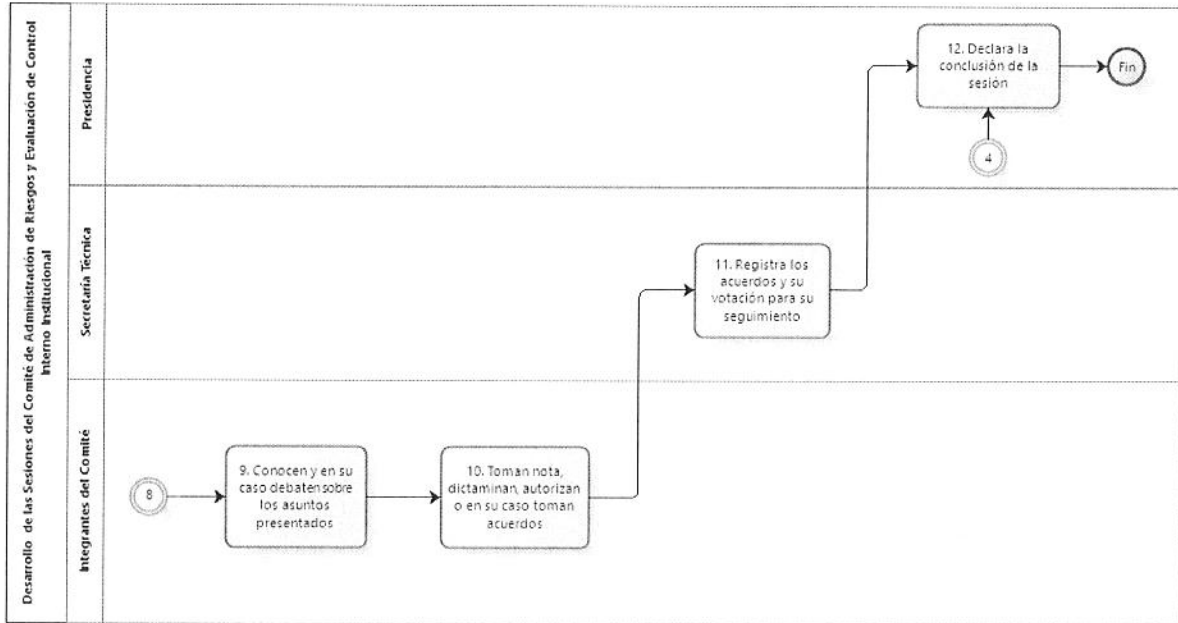 Desarrollo de las Sesiones del Comité de Administración de Riesgos y Evaluación de Control
Interno Institucional
Presidencia
12. Declara la
conclusión de la
sesión
Fin
4
Secretaría Técnica
11. Registra los
acuerdos y su
votación para su
seguimiento
Integrantes del Comité
8
9. Conocen y en su
caso debaten sobre
los asuntos
presentados
10. Toman nota,
dictaminan, autorizan
o en su caso toman
acuerdos